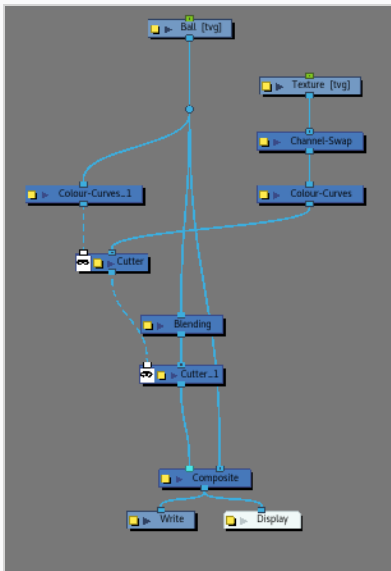 Ball [tvg]
Texture [tvg]
Channel-Swap
Colour-Curves_1
Colour-Curves
Cutter
Blending
Cutter_1
Composite
Write
Display